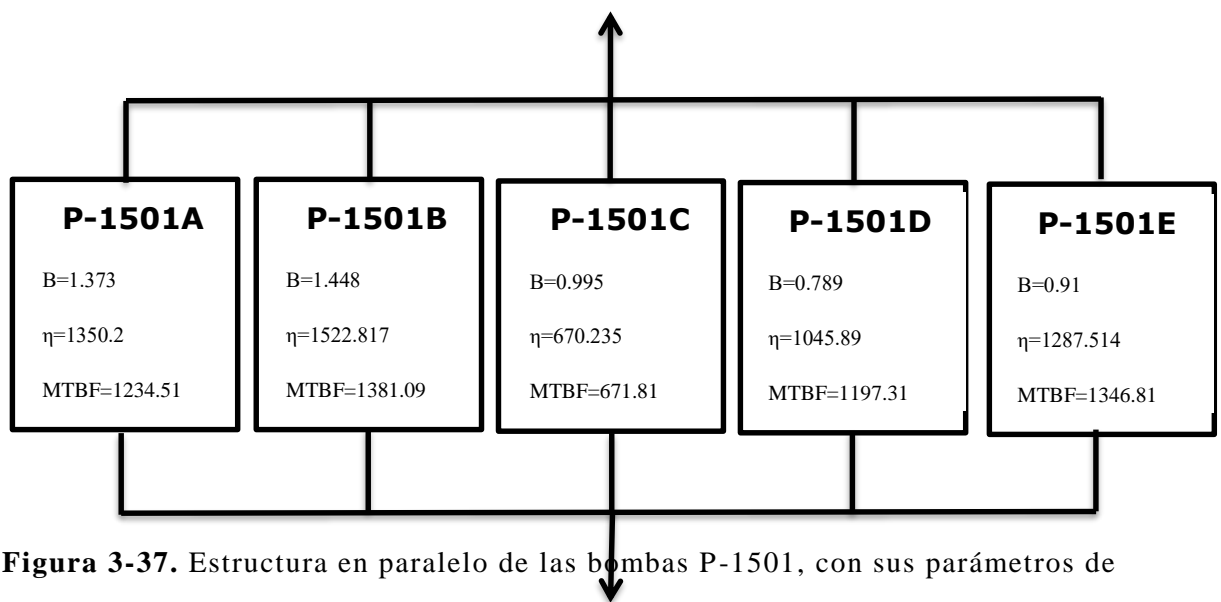 P-1501A
B=1.373
η=1350.2
MTBF=1234.51
P-1501B
B=1.448
η=1522.817
MTBF=1381.09
P-1501C
B=0.995
η=670.235
MTBF=671.81
P-1501D
B=0.789
η=1045.89
MTBF=1197.31
P-1501E
B=0.91
η=1287.514
MTBF=1346.81
Figura 3-37. Estructura en paralelo de las bombas P-1501, con sus parámetros de